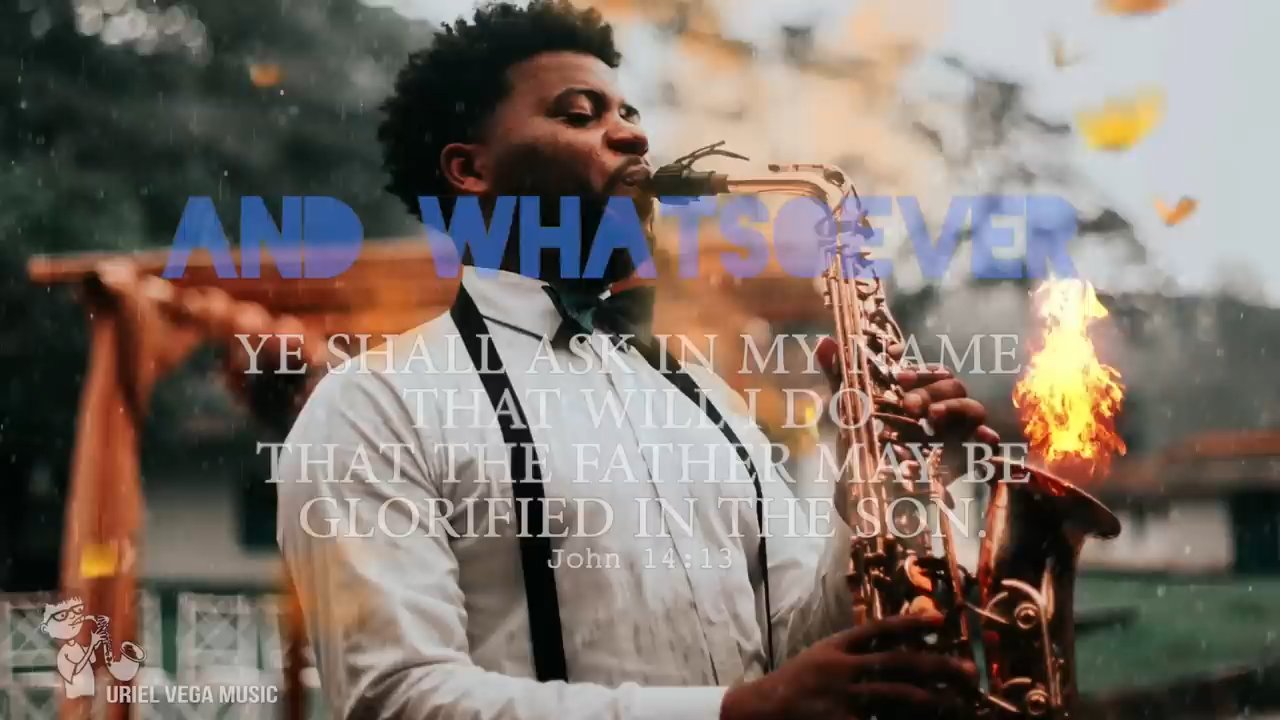 AND WHATSOEVER
YE SHALL ASK IN MY NAME
THAT WILL I DO
THAT THE FATHER MAY BE
GLORIFIED IN THE SON.
John 14:13
URIEL VEGA MUSIC